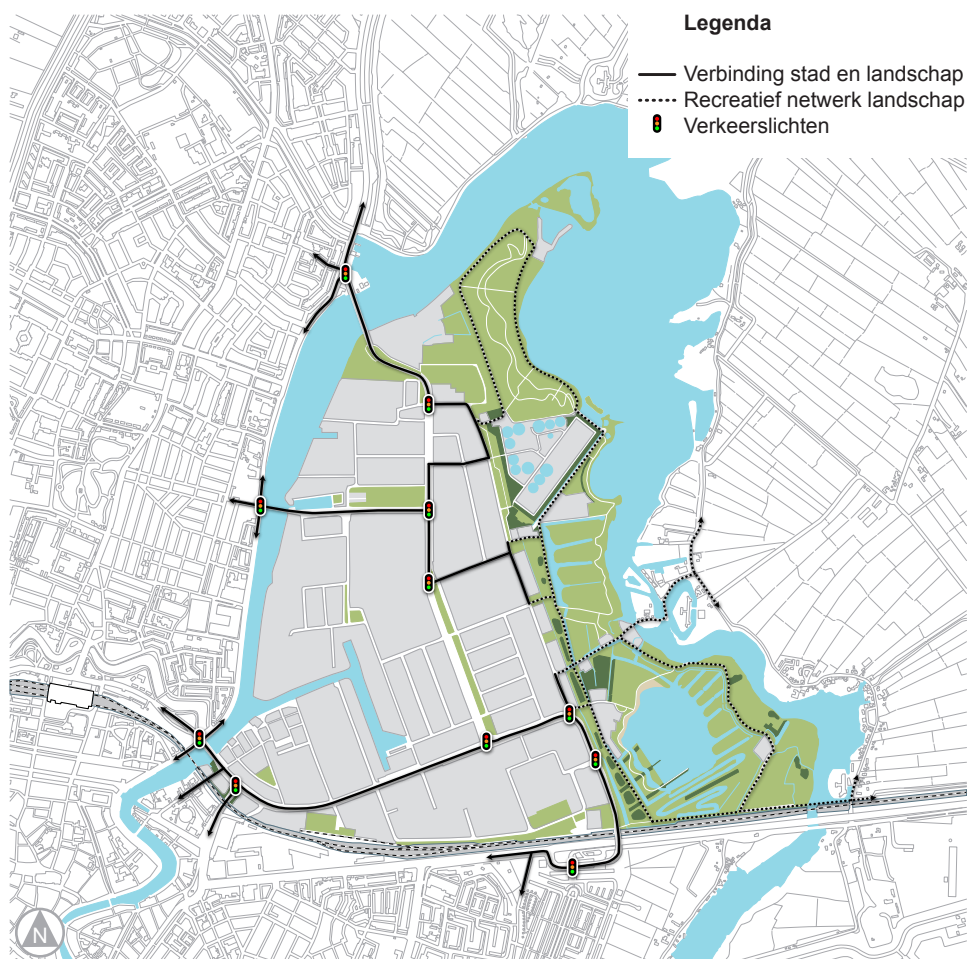 Legenda
Verbinding stad en landschap
Recreatief netwerk landschap
Verkeerslichten
N